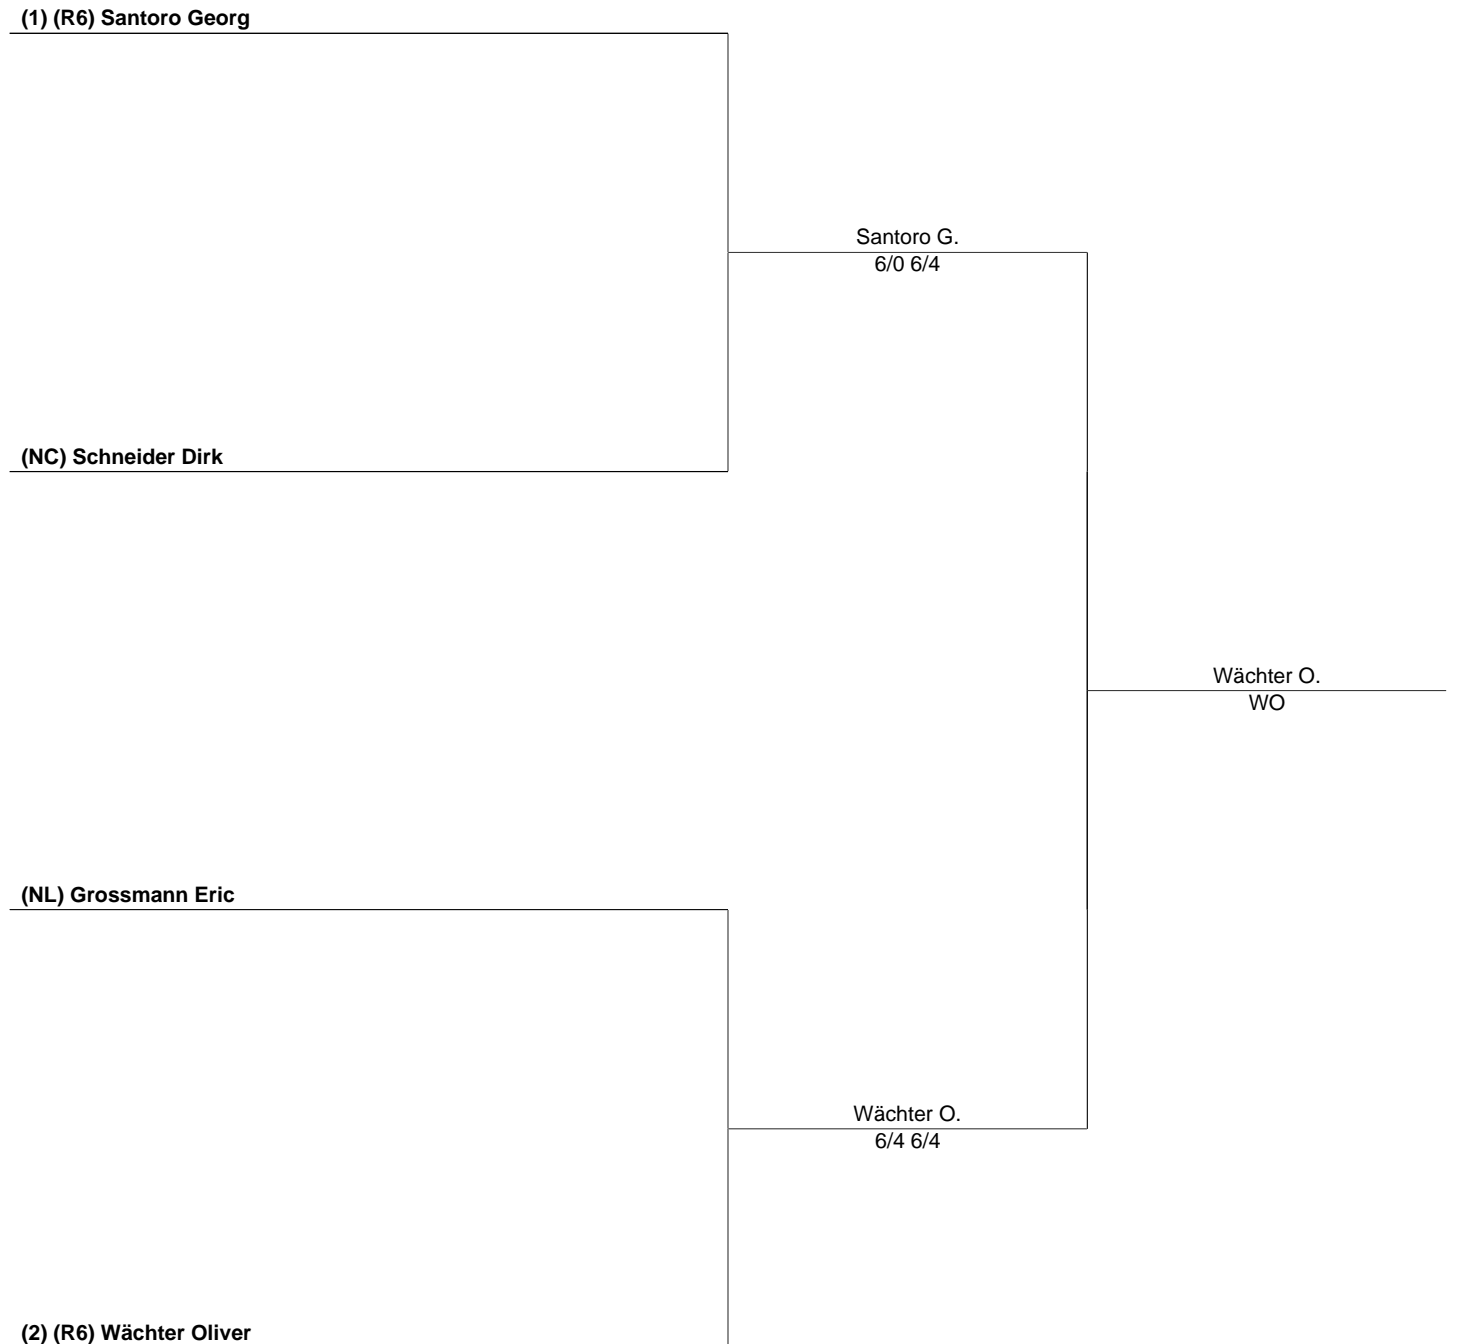 (1) (R6) Santoro Georg
Santoro G.
6/0 6/4
(NC) Schneider Dirk
Wächter O.
WO
(NL) Grossmann Eric
Wächter O.
6/4 6/4
(2) (R6) Wächter Oliver